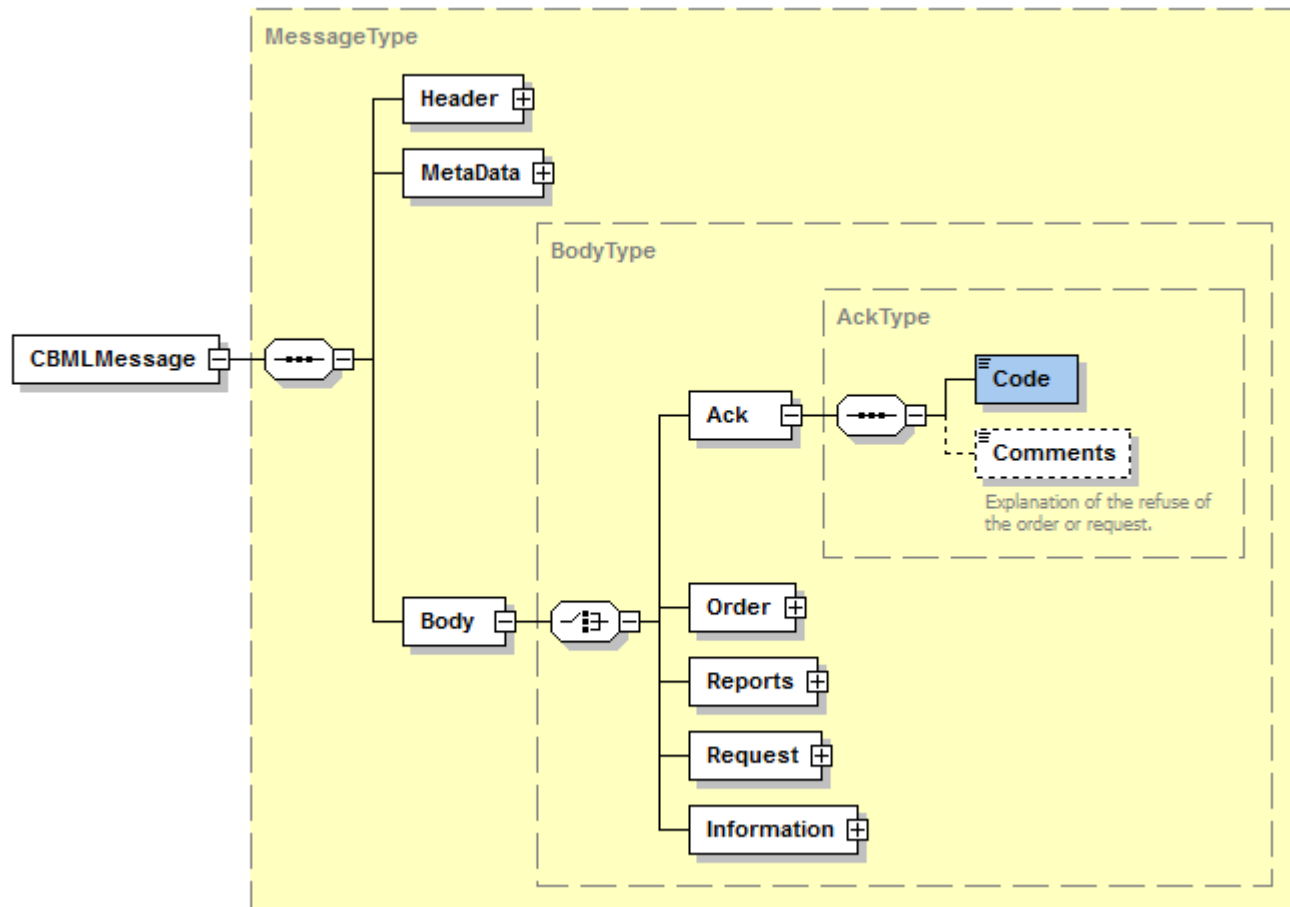 MessageType
Header
MetaData
BodyType
AckType
CBMLMessage
Code
Ack
Comments
Explanation of the refuse of
the order or request.
Order
Body
Reports
Request
Information